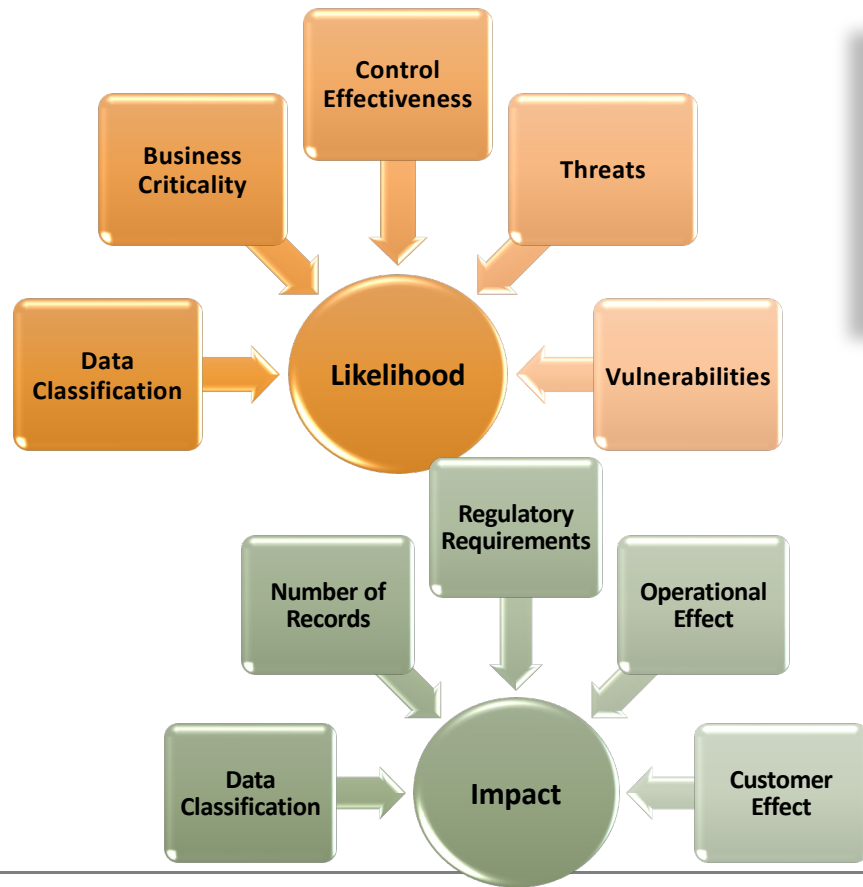 Control
Effectiveness
Business
Criticality
Threats
Data
Classification
Likelihood
Vulnerabilities
Regulatory
Requirements
Number of
Records
Operational
Effect
Data
Classification
Impact
Customer
Effect